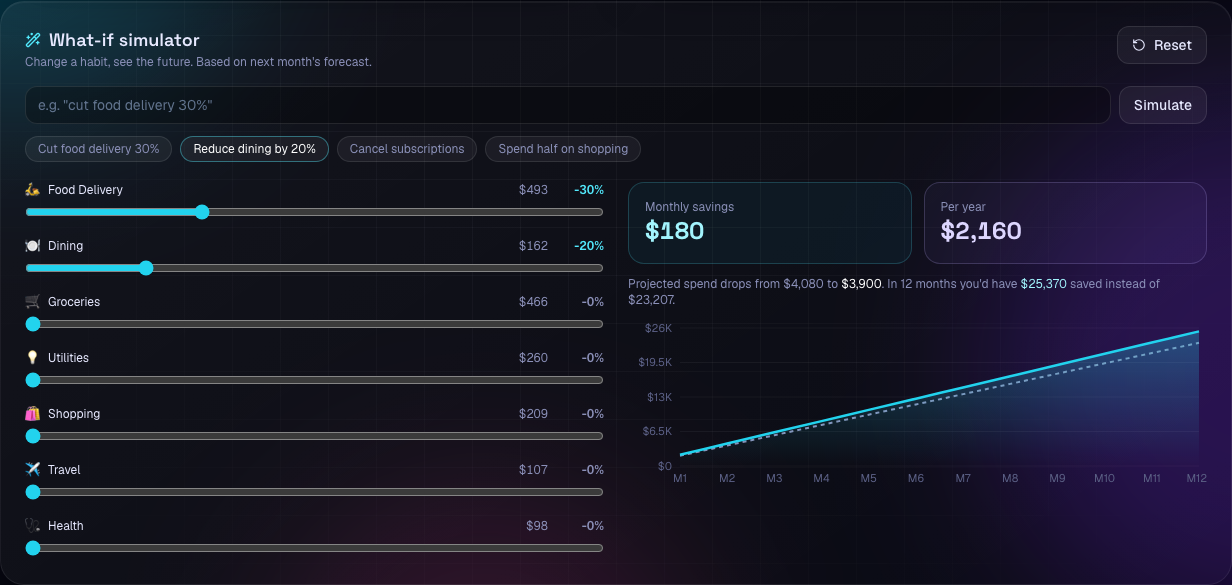 What-if simulator
Change a habit, see the future. Based on next month's forecast.
Reset
e.g. "cut food delivery 30%"
Simulate
Cut food delivery 30%
Reduce dining by 20%
Cancel subscriptions
Spend half on shopping
Food Delivery $493 -30%
Dining $162 -20%
Groceries $466 -0%
Utilities $260 -0%
Shopping $209 -0%
Travel $107 -0%
Health $98 -0%
Monthly savings
$180
Per year
$2,160
Projected spend drops from $4,080 to $3,900. In 12 months you'd have $25,370 saved instead of
$23,207.
$26K
$19.5K
$13K
$6.5K
$0
M1 M2 M3 M4 M5 M6 M7 M8 M9 M10 M11 M12